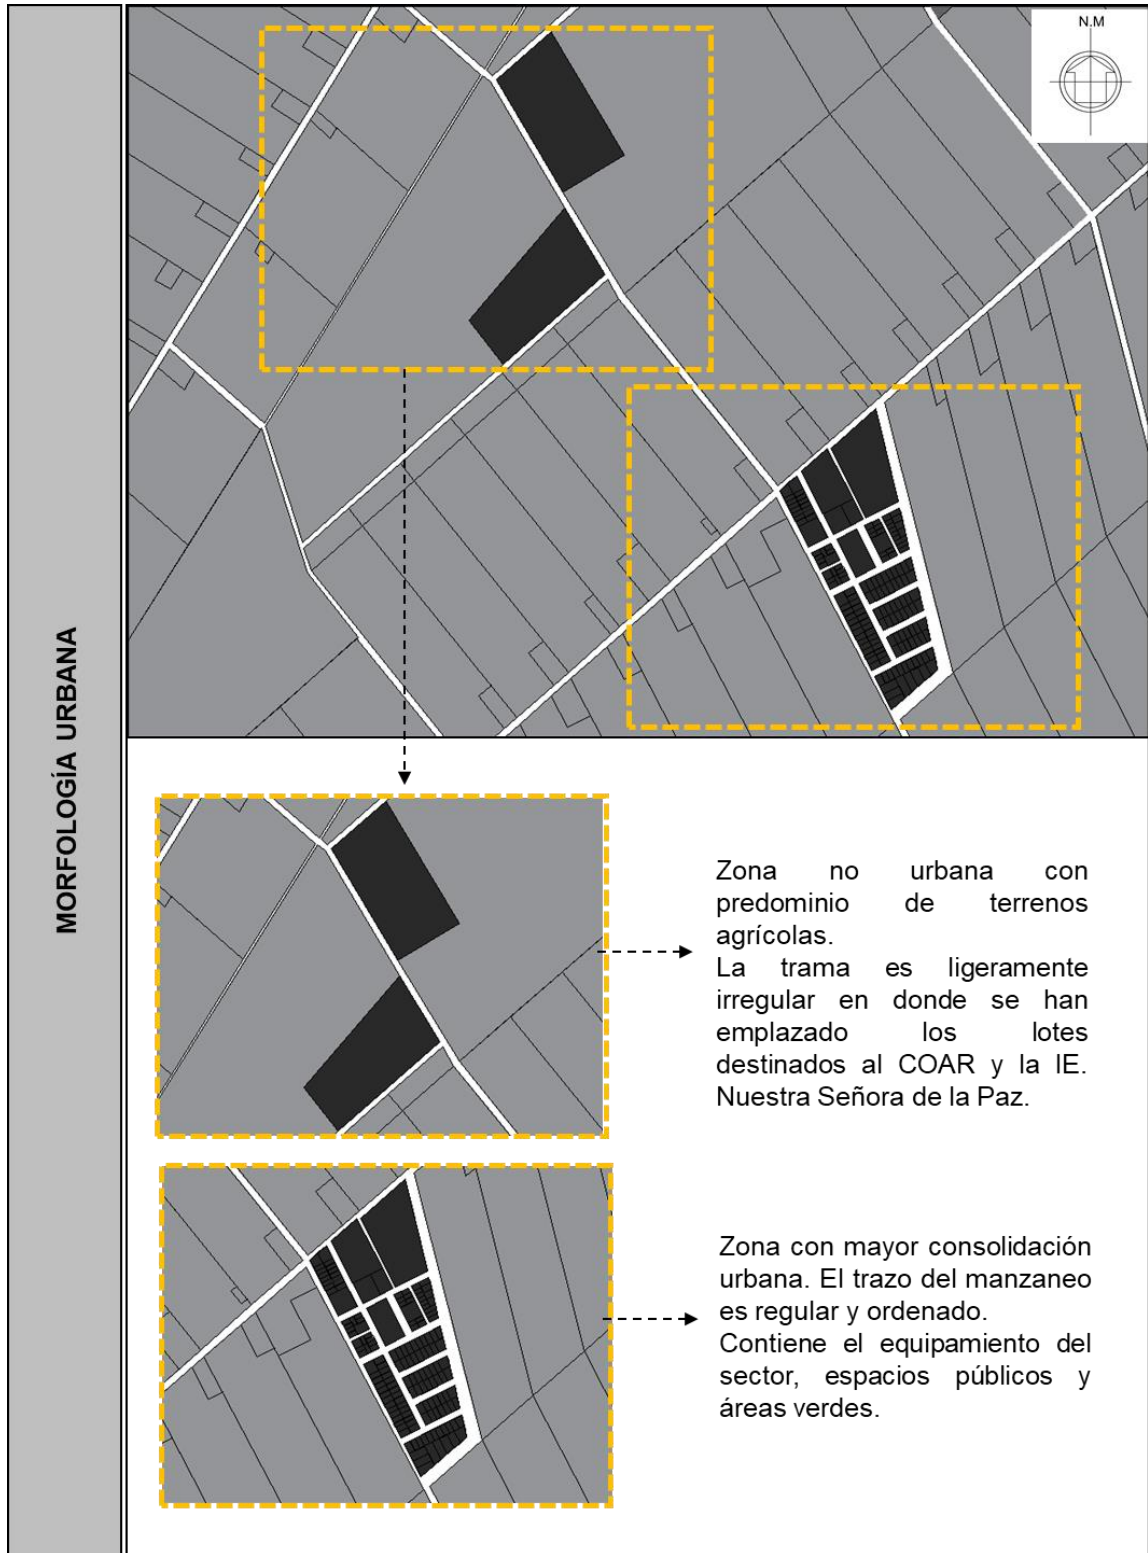 N.M
MORFOLOGÍA URBANA
Zona no urbana con
predominio de terrenos
agrícolas.
La trama es ligeramente
irregular en donde se han
emplazado los lotes
destinados al COAR y la IE.
Nuestra Señora de la Paz.
Zona con mayor consolidación
urbana. El trazo del manzaneo
es regular y ordenado.
Contiene el equipamiento del
sector, espacios públicos y
áreas verdes.